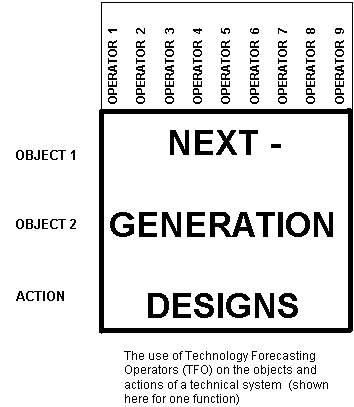 OPERATOR 1
OPERATOR 2
OPERATOR 3
OPERATOR 4
OPERATOR 5
OPERATOR 6
OPERATOR 7
OPERATOR 8
OPERATOR 9
OBJECT 1
NEXT -
OBJECT 2
GENERATION
ACTION
DESIGNS
The use of Technology Forecasting
Operators (TFO) on the objects and
actions of a technical system (shown
here for one function)